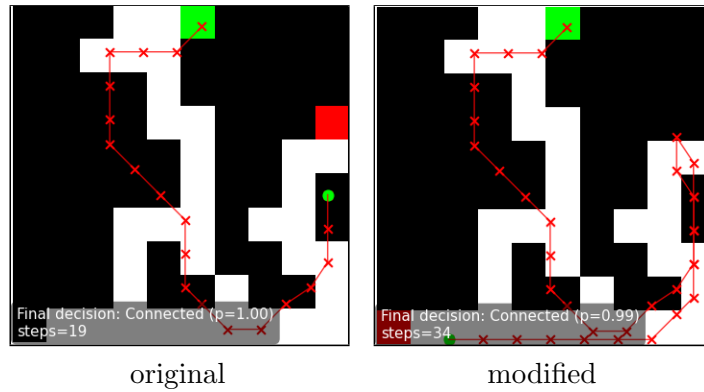 Final decision: Connected (p=1.00)
steps=19
Final decision: Connected (p=0.99)
steps=34
original
modified